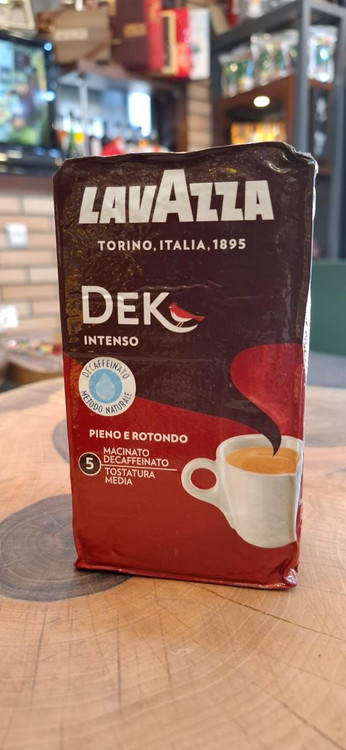 LAVAZZA
TORINO, ITALIA, 1895
DEK
INTENSO
DECAFFEINATO
METODO NATURALE
PIENO E ROTONDO
5
MACINATO
DECAFFEINATO
TOSTATURA
MEDIA